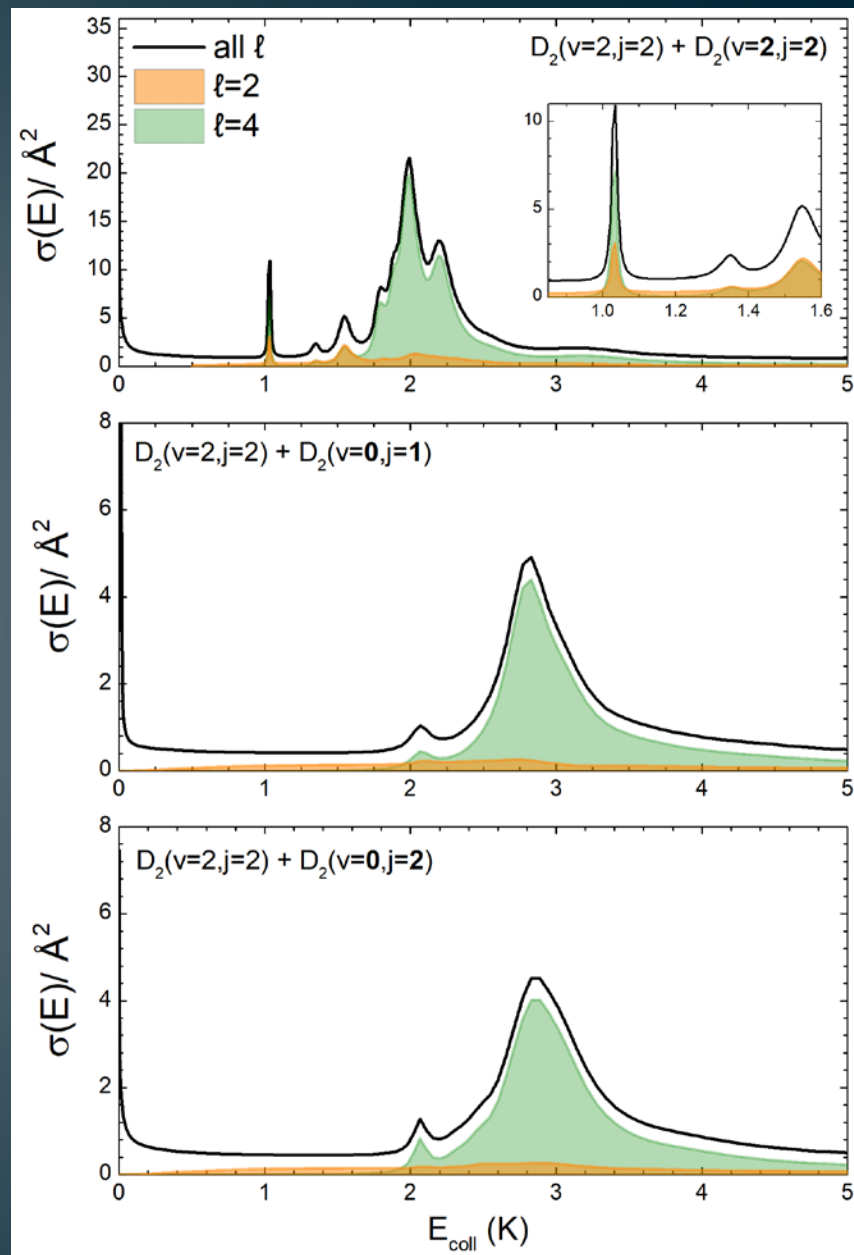 all ℓ
ℓ=2
ℓ=4
D₂(v=2,j=2) + D₂(v=2,j=2)
σ(E)/ Å²
35
30
25
20
15
10
5
0
0 1 2 3 4 5
10
5
0
1.0 1.2 1.4 1.6
D₂(v=2,j=2) + D₂(v=0,j=1)
σ(E)/ Å²
8
6
4
2
0
0 1 2 3 4 5
D₂(v=2,j=2) + D₂(v=0,j=2)
σ(E)/ Å²
8
6
4
2
0
0 1 2 3 4 5
E_coll (K)